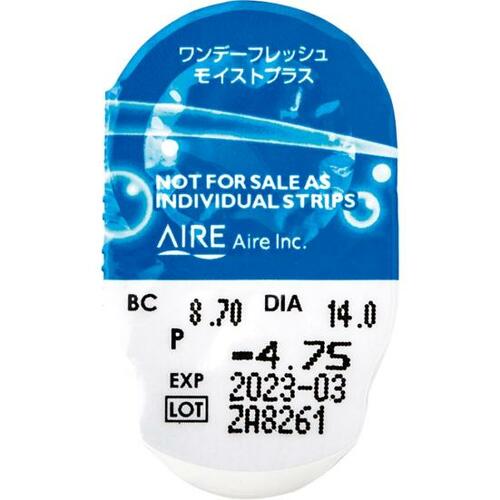 ワンデーフレッシュ
モイストプラス
NOT FOR SALE AS
INDIVIDUAL STRIPS
AIRE Aire Inc.
BC 8.70 DIA 14.0
P -4.75
EXP 2023-03
LOT ZA8261